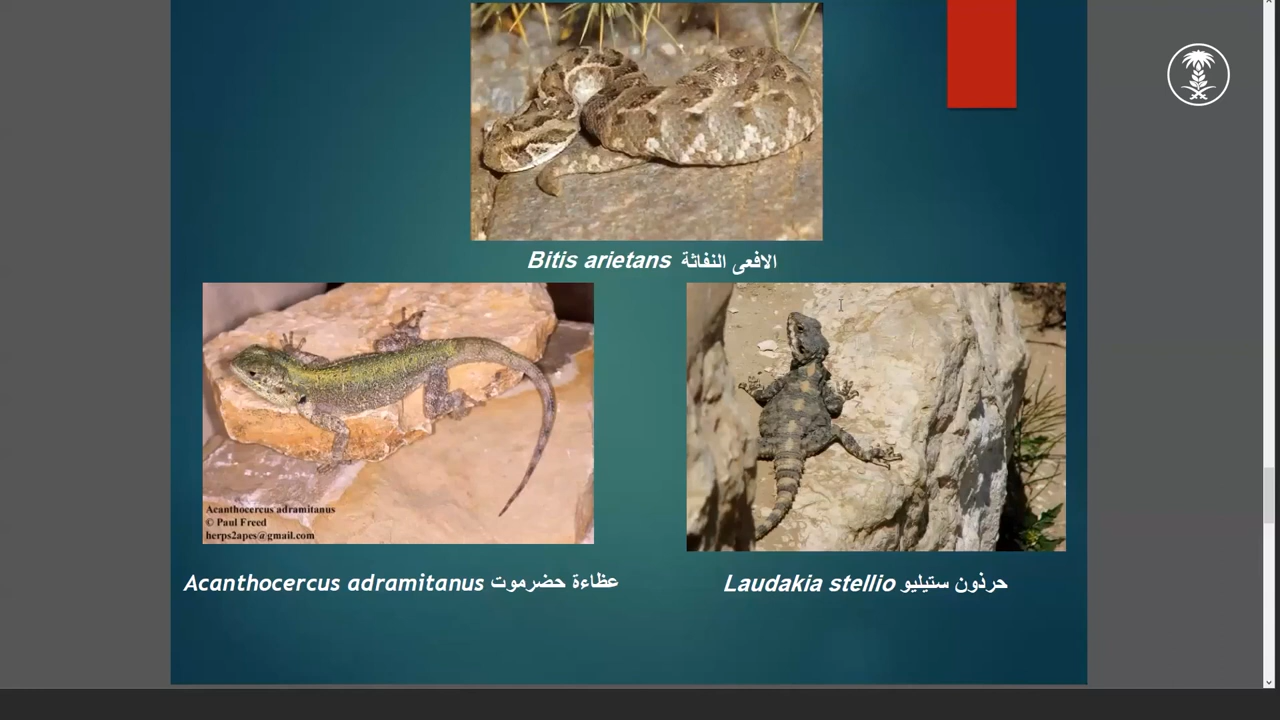 الافعى النفاثة Bitis arietans
Acanthocercus adramitanus
© Paul Freed
herps2apes@gmail.com
حرذون ستيليو Laudakia stellio
عظاءة حضرموت Acanthocercus adramitanus